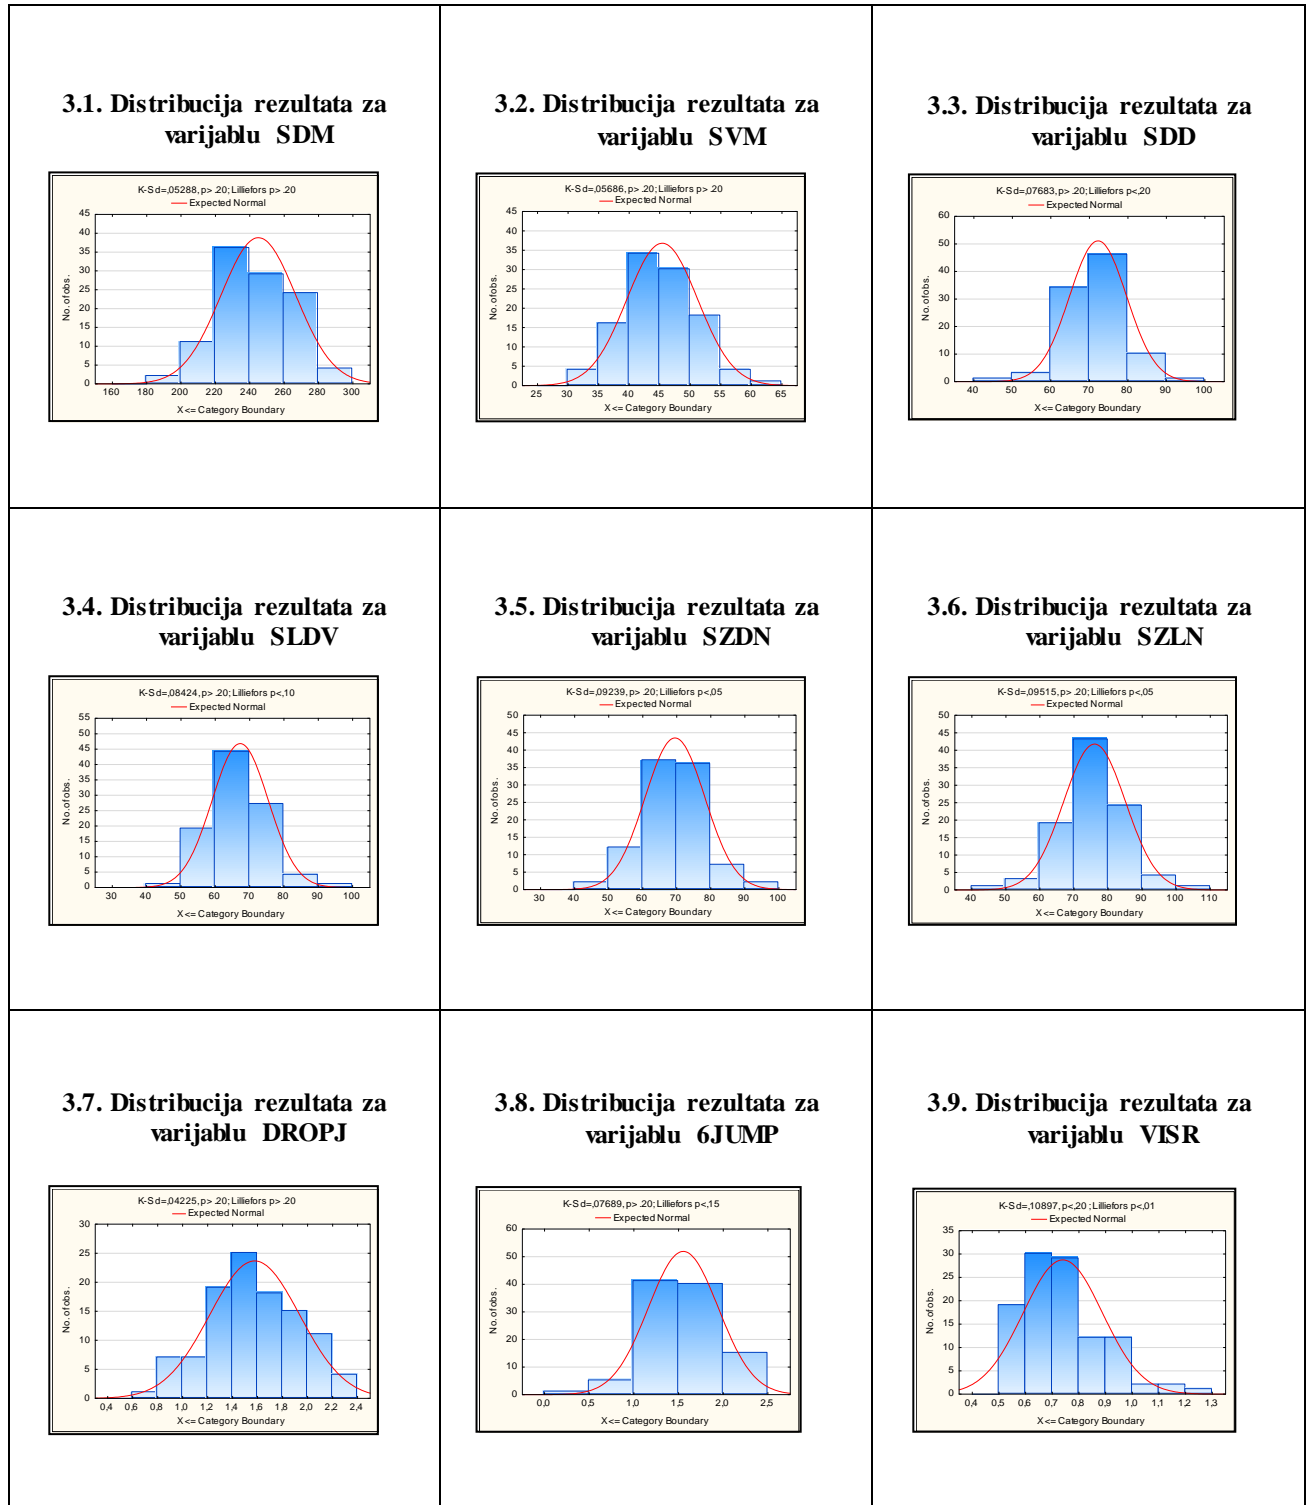 3.1. Distribucija rezultata za
varijablu SDM
K-S d=,05288, p> .20; Lilliefors p> .20
Expected Normal
45
40
35
30
25
20
15
10
5
0
No. of obs.
160 180 200 220 240 260 280 300
X <= Category Boundary
3.2. Distribucija rezultata za
varijablu SVM
K-S d=,05686, p> .20; Lilliefors p> .20
Expected Normal
45
40
35
30
25
20
15
10
5
0
No. of obs.
25 30 35 40 45 50 55 60 65
X <= Category Boundary
3.3. Distribucija rezultata za
varijablu SDD
K-S d=,07683, p> .20; Lilliefors p<,20
Expected Normal
60
50
40
30
20
10
0
No. of obs.
40 50 60 70 80 90 100
X <= Category Boundary
3.4. Distribucija rezultata za
varijablu SLDV
K-S d=,08424, p> .20; Lilliefors p<,10
Expected Normal
55
50
45
40
35
30
25
20
15
10
5
0
No. of obs.
30 40 50 60 70 80 90 100
X <= Category Boundary
3.5. Distribucija rezultata za
varijablu SZDN
K-S d=,09239, p> .20; Lilliefors p<,05
Expected Normal
50
45
40
35
30
25
20
15
10
5
0
No. of obs.
30 40 50 60 70 80 90 100
X <= Category Boundary
3.6. Distribucija rezultata za
varijablu SZLN
K-S d=,09515, p> .20; Lilliefors p<,05
Expected Normal
50
45
40
35
30
25
20
15
10
5
0
No. of obs.
40 50 60 70 80 90 100 110
X <= Category Boundary
3.7. Distribucija rezultata za
varijablu DROPJ
K-S d=,04225, p> .20; Lilliefors p> .20
Expected Normal
30
25
20
15
10
5
0
No. of obs.
0,4 0,6 0,8 1,0 1,2 1,4 1,6 1,8 2,0 2,2 2,4
X <= Category Boundary
3.8. Distribucija rezultata za
varijablu 6JUMP
K-S d=,07689, p> .20; Lilliefors p<,15
Expected Normal
60
50
40
30
20
10
0
No. of obs.
0,0 0,5 1,0 1,5 2,0 2,5
X <= Category Boundary
3.9. Distribucija rezultata za
varijablu VISR
K-S d=,10897, p<,20 ; Lilliefors p<,01
Expected Normal
35
30
25
20
15
10
5
0
No. of obs.
0,4 0,5 0,6 0,7 0,8 0,9 1,0 1,1 1,2 1,3
X <= Category Boundary